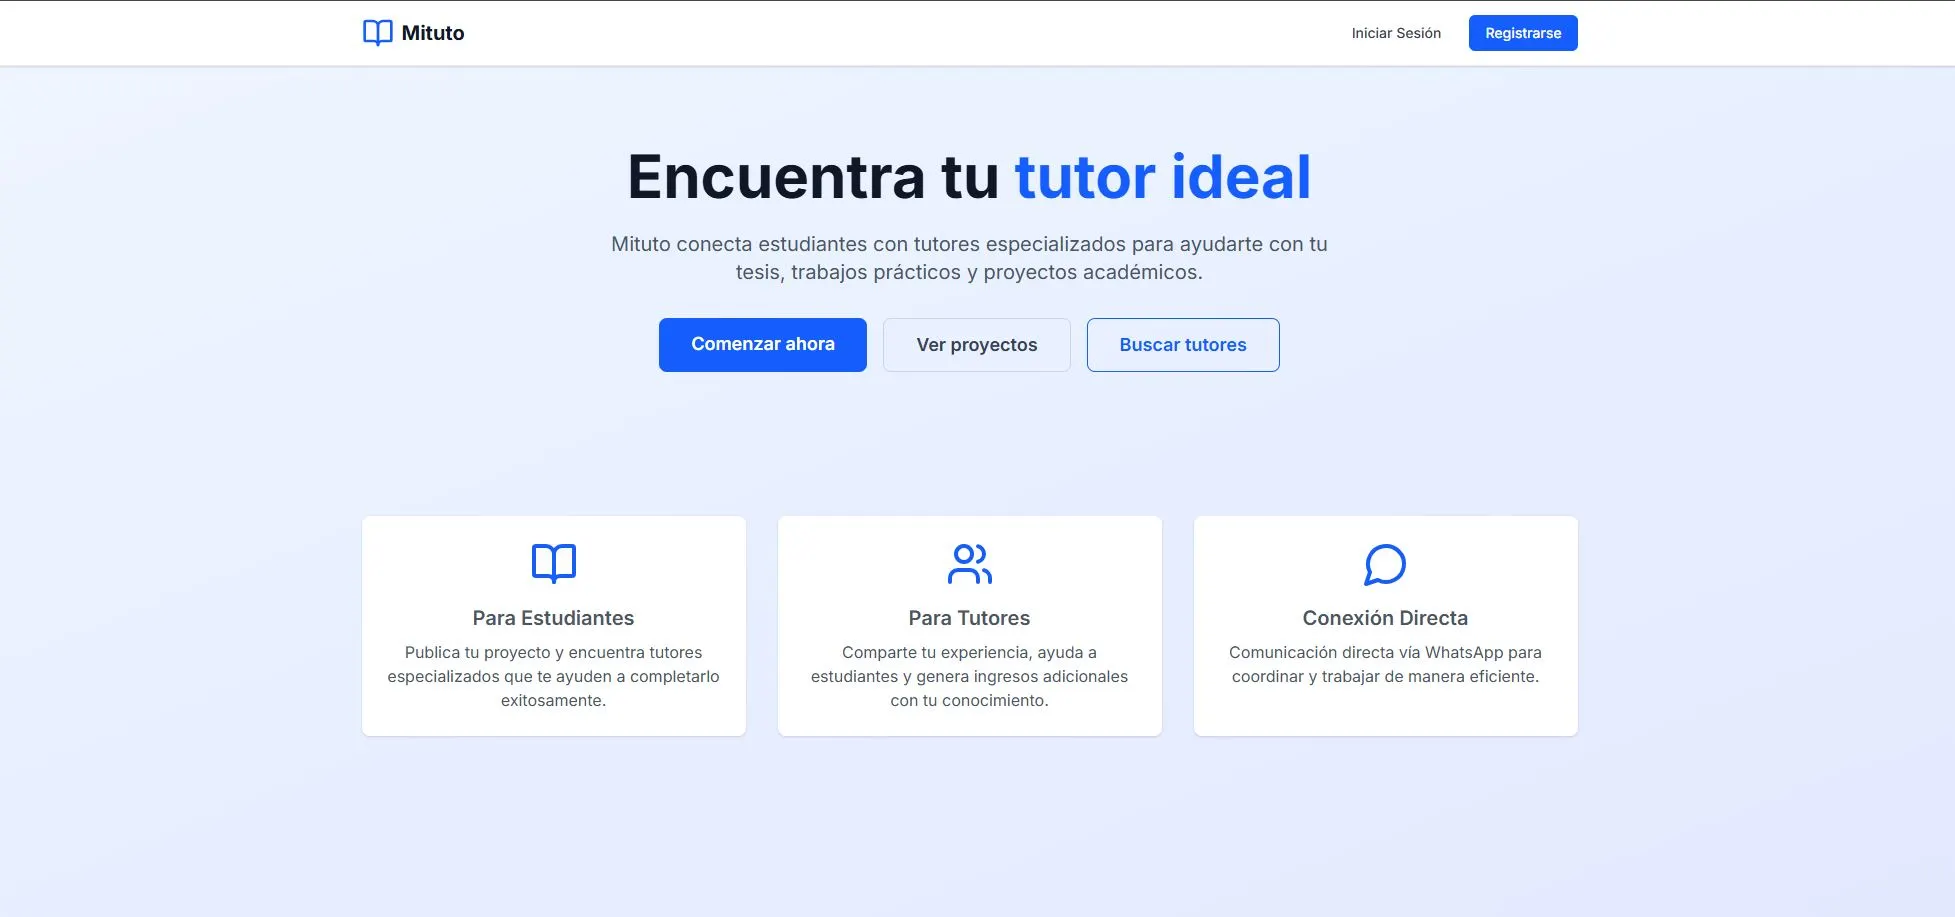 Mituto
Iniciar Sesión
Registrarse
Encuentra tu tutor ideal
Mituto conecta estudiantes con tutores especializados para ayudarte con tu
tesis, trabajos prácticos y proyectos académicos.
Comenzar ahora
Ver proyectos
Buscar tutores
Para Estudiantes
Publica tu proyecto y encuentra tutores
especializados que te ayuden a completarlo
exitosamente.
Para Tutores
Comparte tu experiencia, ayuda a
estudiantes y genera ingresos adicionales
con tu conocimiento.
Conexión Directa
Comunicación directa vía WhatsApp para
coordinar y trabajar de manera eficiente.